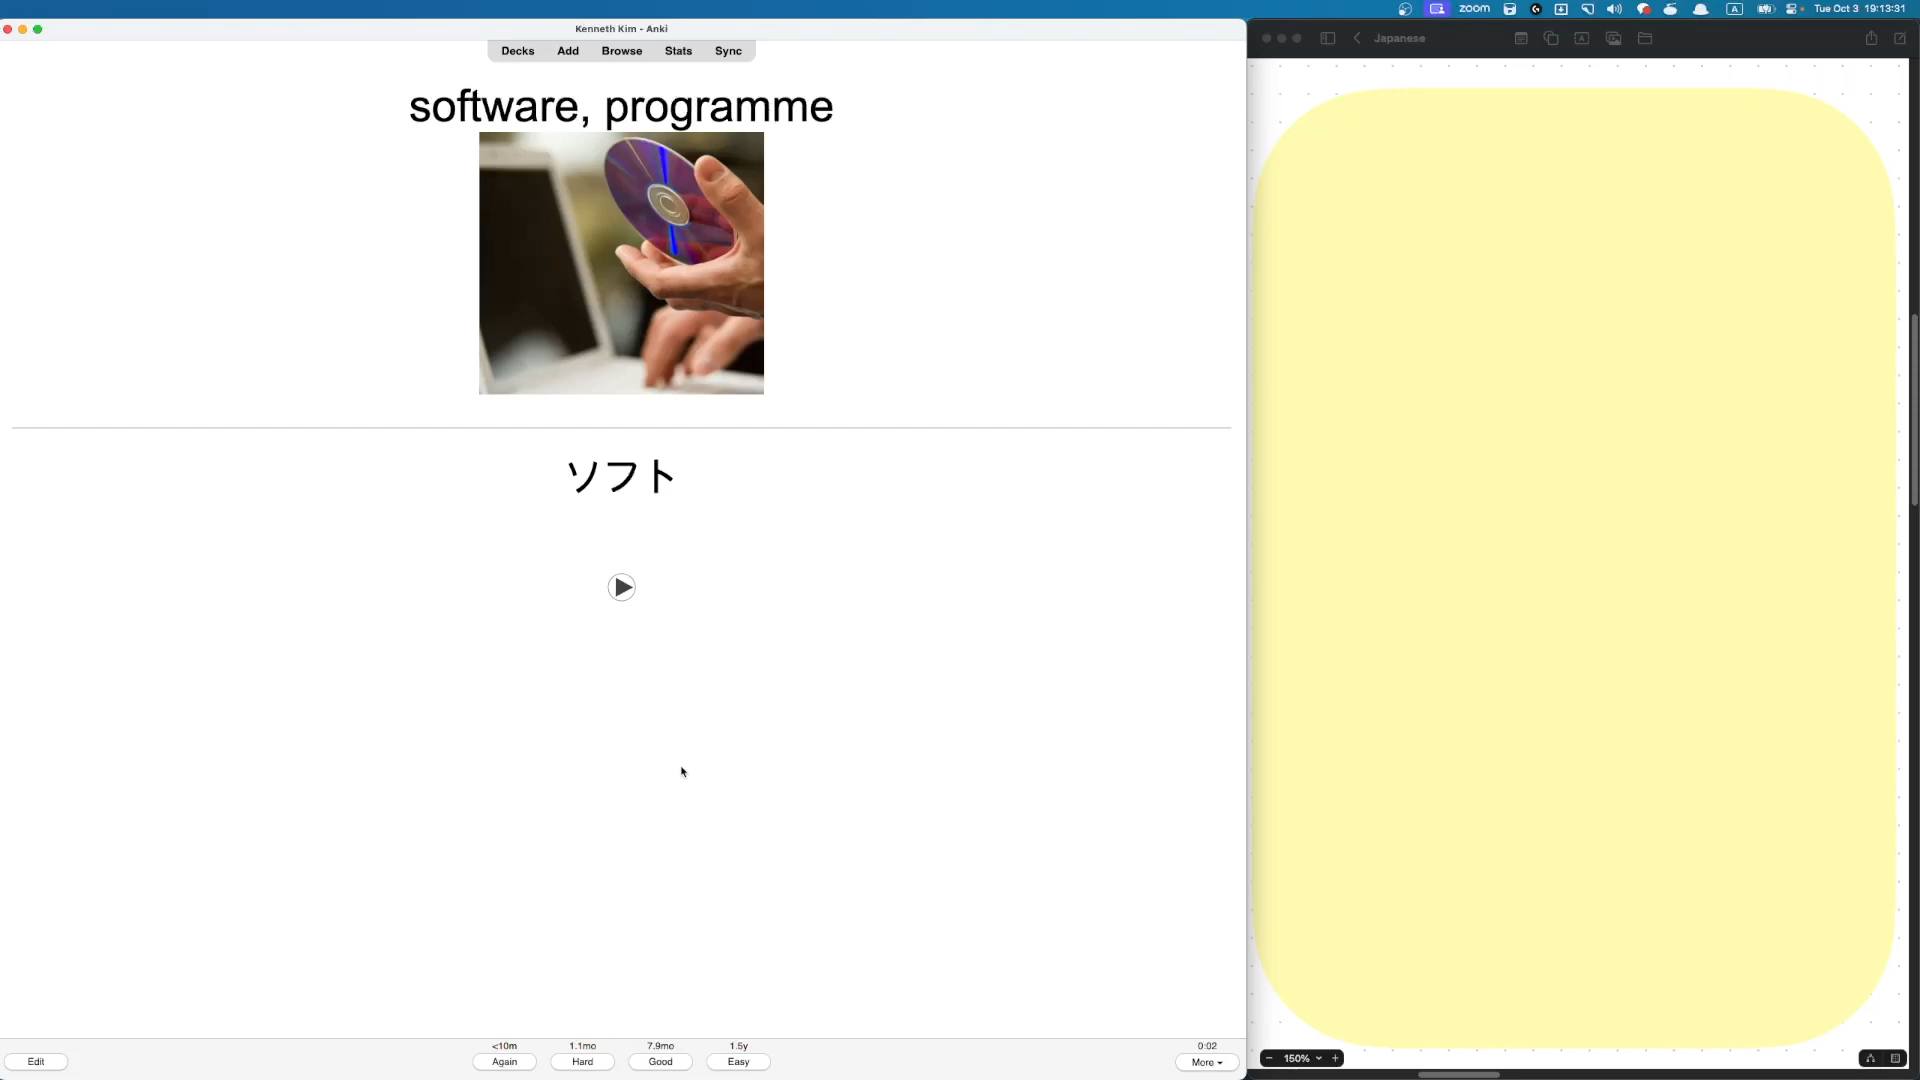 zoom
Tue Oct 3 19:13:31
Kenneth Kim - Anki
Decks Add Browse Stats Sync
Japanese
software, programme
ソフト
<10m 1.1mo 7.9mo 1.5y 0:02
Edit Again Hard Good Easy More
150%